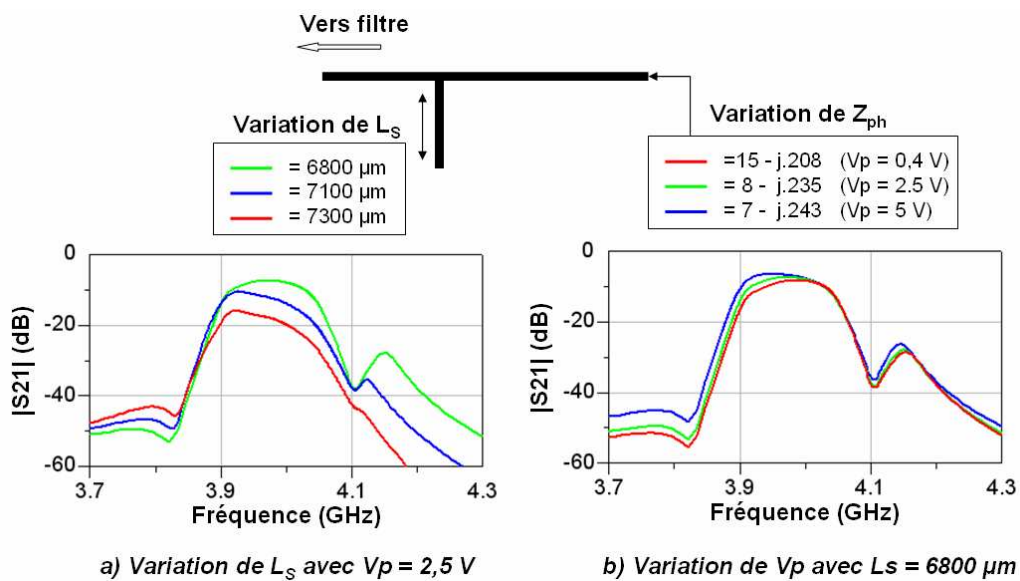 Vers filtre
Variation de LS
= 6800 µm
= 7100 µm
= 7300 µm
Variation de Zph
=15 - j.208 (Vp = 0,4 V)
= 8 - j.235 (Vp = 2.5 V)
= 7 - j.243 (Vp = 5 V)
|S21| (dB)
0
-20
-40
-60
3.7
3.9
4.1
4.3
Fréquence (GHz)
a) Variation de LS avec Vp = 2,5 V
|S21| (dB)
0
-20
-40
-60
3.7
3.9
4.1
4.3
Fréquence (GHz)
b) Variation de Vp avec Ls = 6800 µm